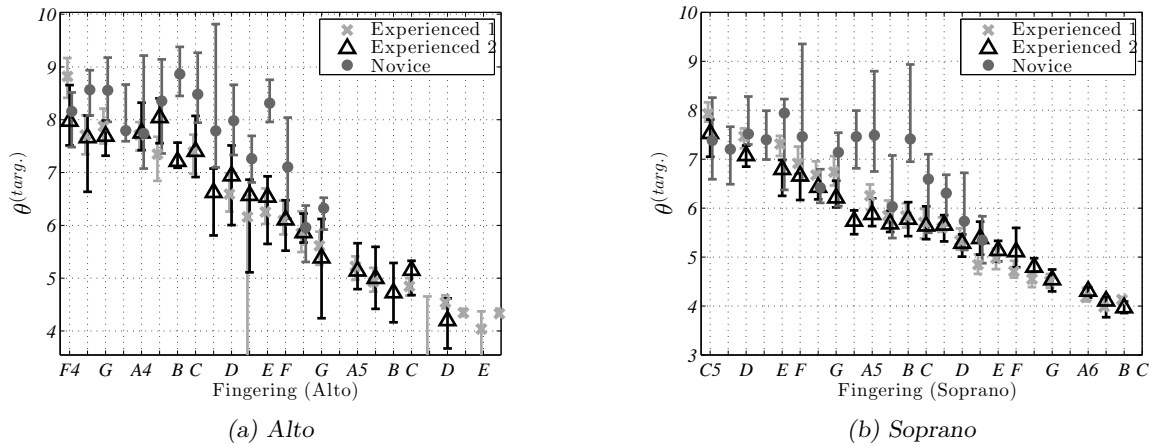 10
9
8
7
6
5
4
θ(targ.)
Experienced 1
Experienced 2
Novice
F4 G A4 B C D E F G A5 B C D E
Fingering (Alto)
(a) Alto
10
9
8
7
6
5
4
3
θ(targ.)
Experienced 1
Experienced 2
Novice
C5 D E F G A5 B C D E F G A6 B C
Fingering (Soprano)
(b) Soprano